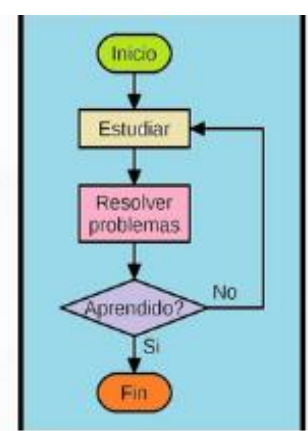 Inicio
Estudiar
Resolver
problemas
Aprendido?
No
Si
Fin